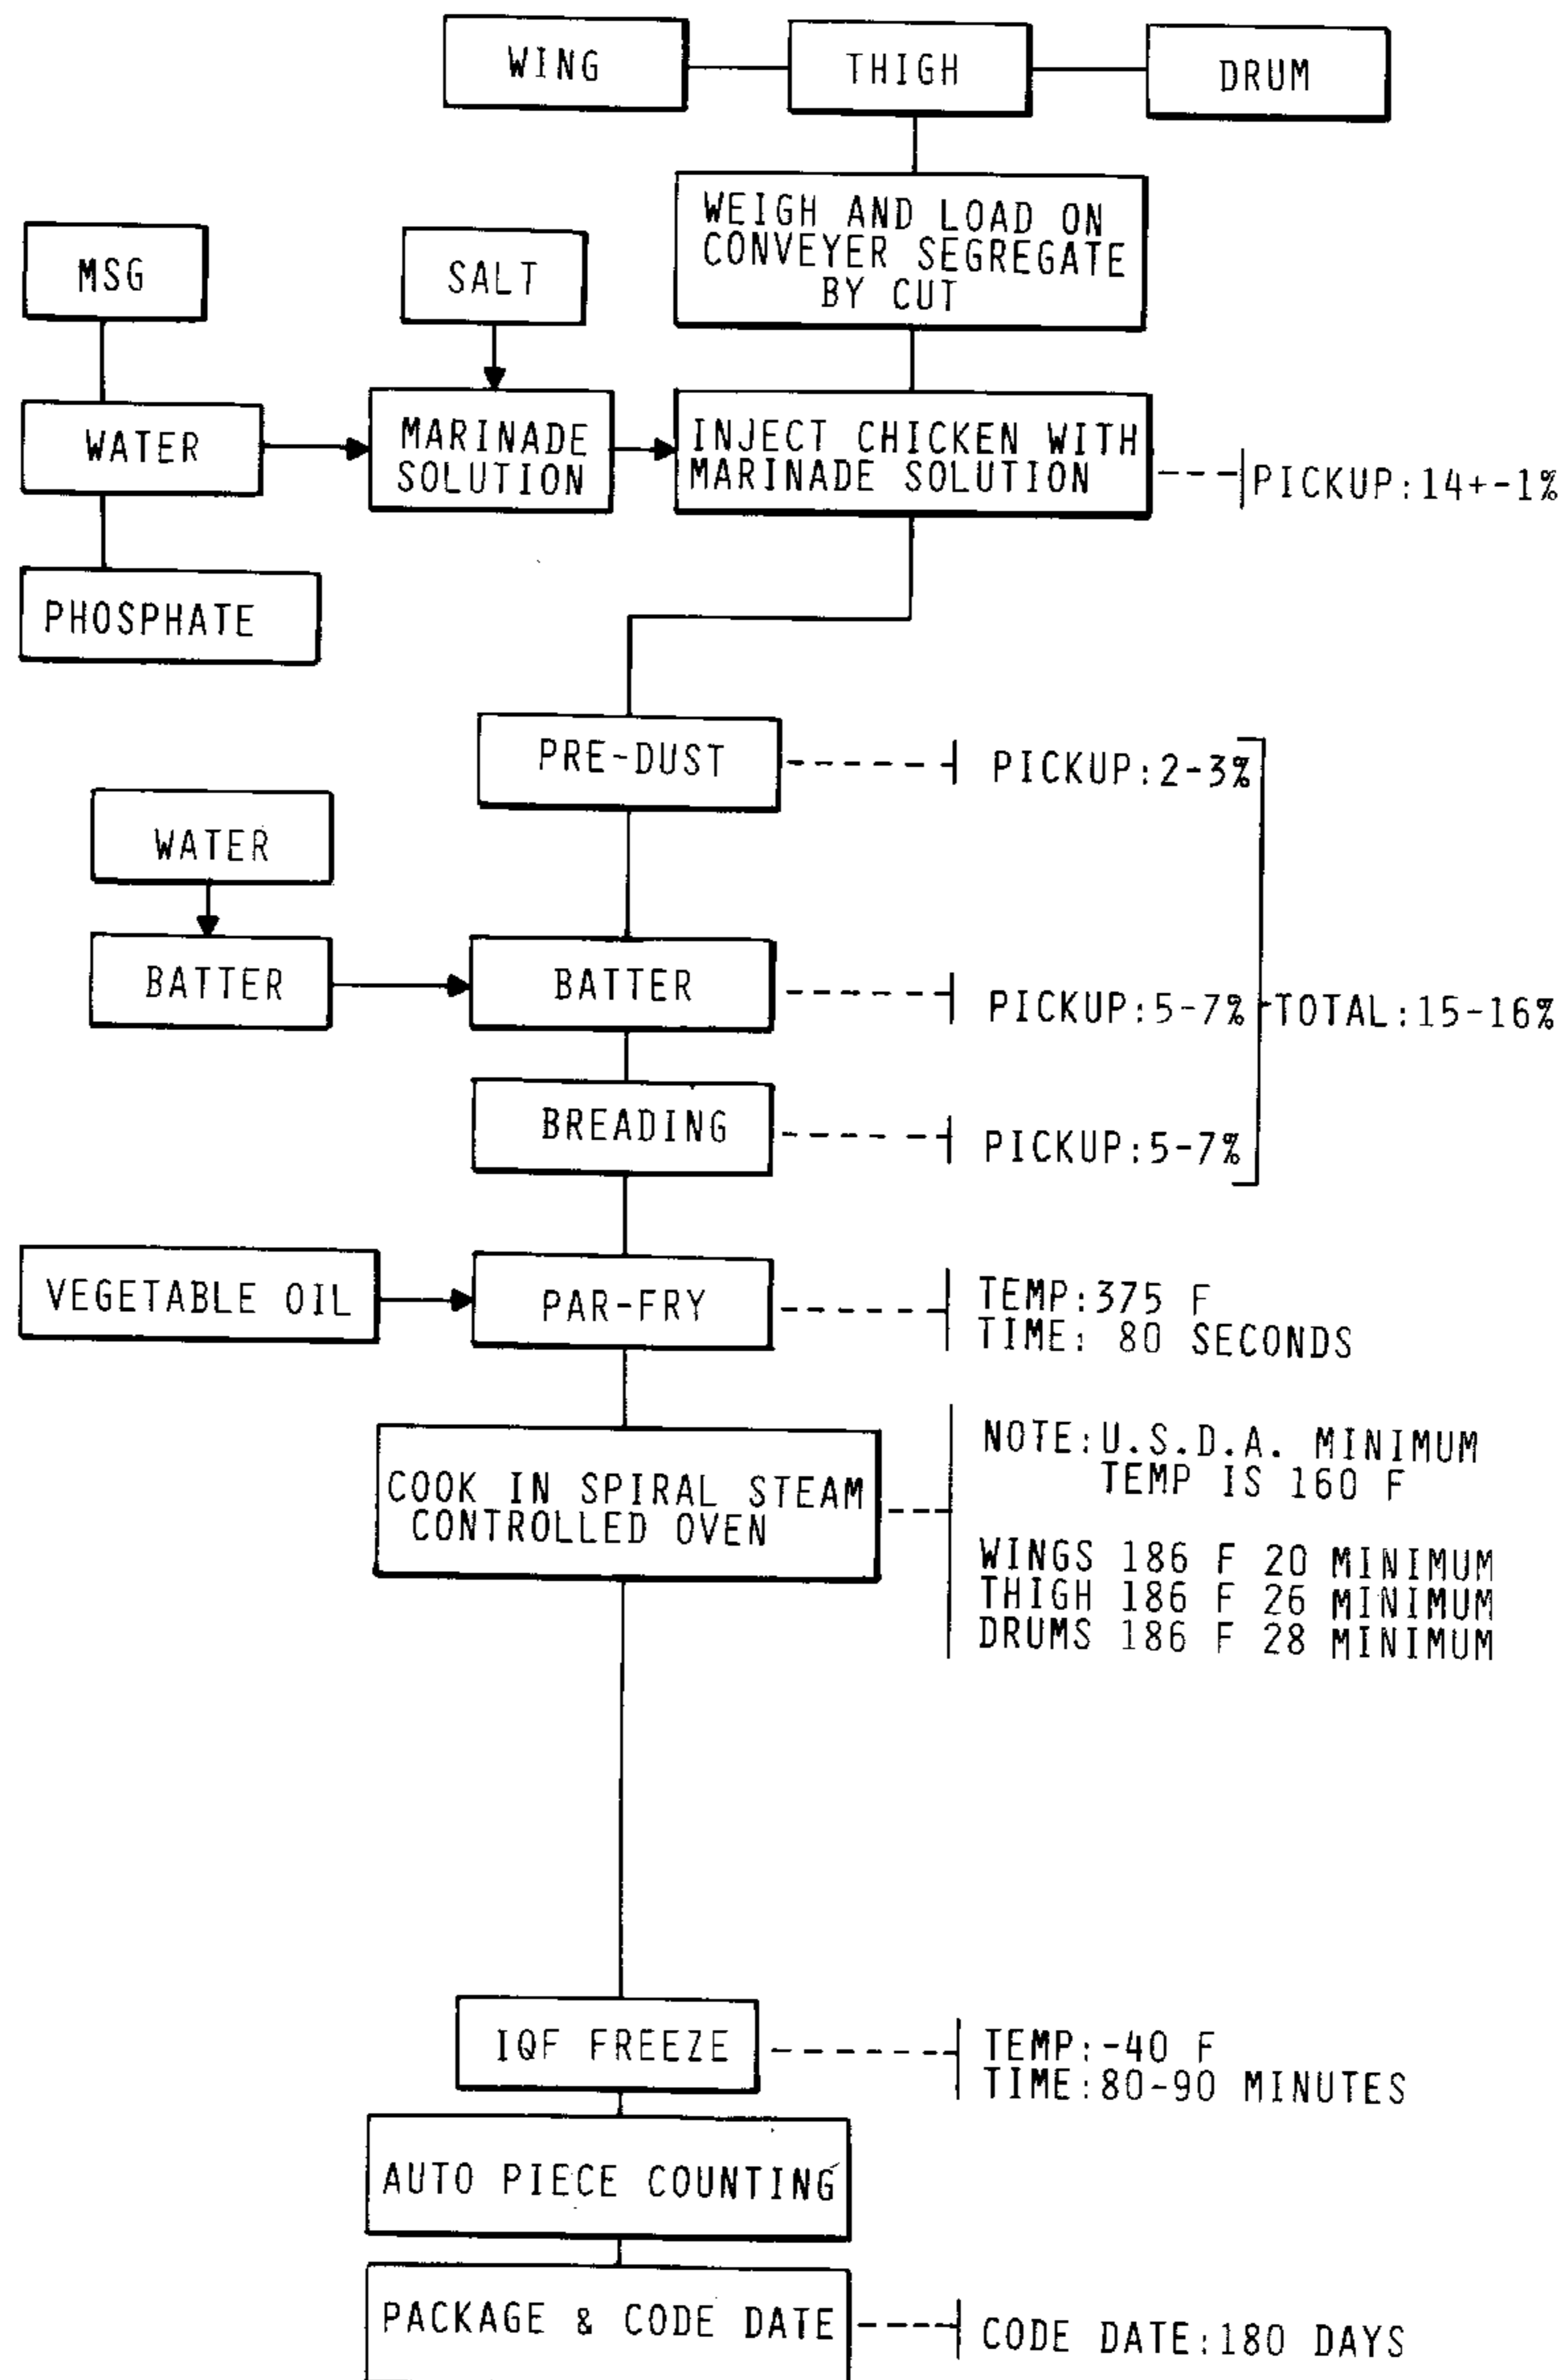 WING
THIGH
DRUM
WEIGH AND LOAD ON
CONVEYER SEGREGATE
BY CUT
MSG
SALT
WATER
MARINADE
SOLUTION
INJECT CHICKEN WITH
MARINADE SOLUTION
PICKUP:14+-1%
PHOSPHATE
PRE-DUST
PICKUP:2-3%
WATER
BATTER
BATTER
PICKUP:5-7%
TOTAL:15-16%
BREADING
PICKUP:5-7%
VEGETABLE OIL
PAR-FRY
TEMP:375 F
TIME: 80 SECONDS
COOK IN SPIRAL STEAM
CONTROLLED OVEN
NOTE:U.S.D.A. MINIMUM
TEMP IS 160 F
WINGS 186 F 20 MINIMUM
THIGH 186 F 26 MINIMUM
DRUMS 186 F 28 MINIMUM
IQF FREEZE
TEMP:-40 F
TIME:80-90 MINUTES
AUTO PIECE COUNTING
PACKAGE & CODE DATE
CODE DATE:180 DAYS